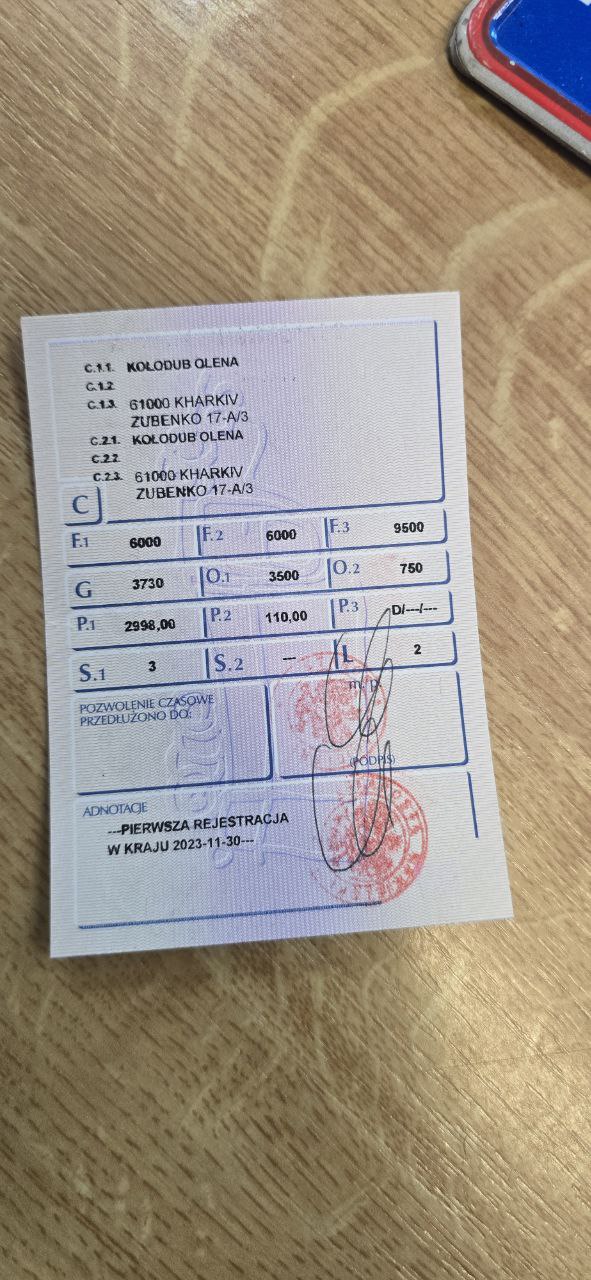 C.1.1. KOŁODUB OLENA
C.1.2
C.1.3. 61000 KHARKIV
ZUBENKO 17-A/3
C.2.1. KOŁODUB OLENA
C.2.2.
C.2.3. 61000 KHARKIV
ZUBENKO 17-A/3
C
F.1 6000 F.2 6000 F.3 9500
G 3730 O.1 3500 O.2 750
P.1 2998,00 P.2 110,00 P.3 D/---/---
S.1 3 S.2 --- L 2
POZWOLENIE CZASOWE
PRZEDŁUŻONO DO:
m. p.
(PODPIS)
ADNOTACJE
---PIERWSZA REJESTRACJA
W KRAJU 2023-11-30---